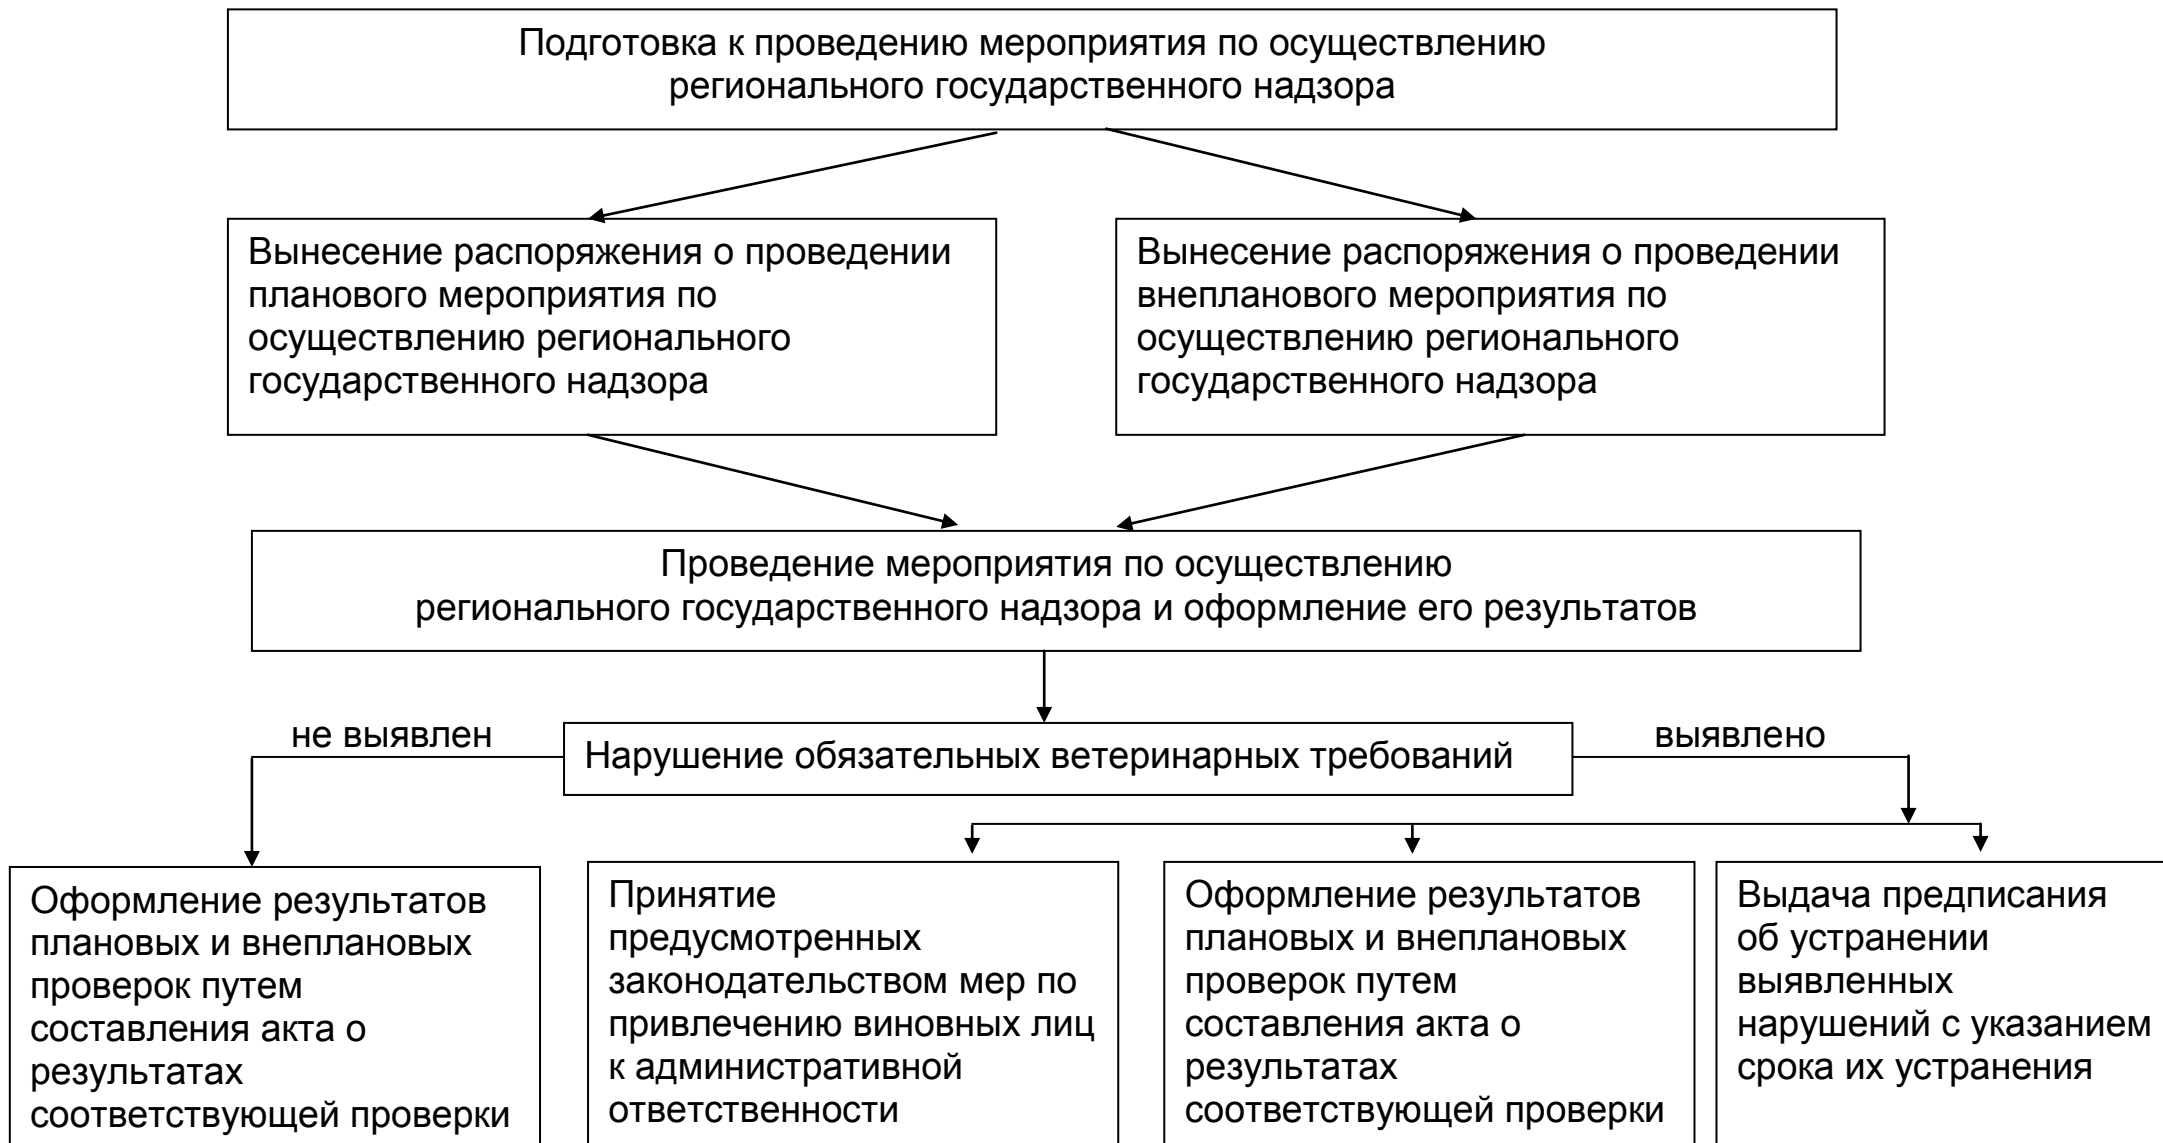 Подготовка к проведению мероприятия по осуществлению
регионального государственного надзора
Вынесение распоряжения о проведении
планового мероприятия по
осуществлению регионального
государственного надзора
Вынесение распоряжения о проведении
внепланового мероприятия по
осуществлению регионального
государственного надзора
Проведение мероприятия по осуществлению
регионального государственного надзора и оформление его результатов
не выявлен
Нарушение обязательных ветеринарных требований
выявлено
Оформление результатов
плановых и внеплановых
проверок путем
составления акта о
результатах
соответствующей проверки
Принятие
предусмотренных
законодательством мер по
привлечению виновных лиц
к административной
ответственности
Оформление результатов
плановых и внеплановых
проверок путем
составления акта о
результатах
соответствующей проверки
Выдача предписания
об устранении
выявленных
нарушений с указанием
срока их устранения